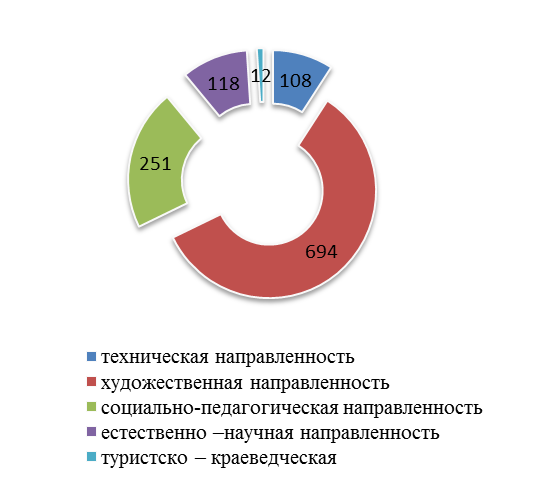 12
108
118
251
694
техническая направленность
художественная направленность
социально-педагогическая направленность
естественно –научная направленность
туристско – краеведческая